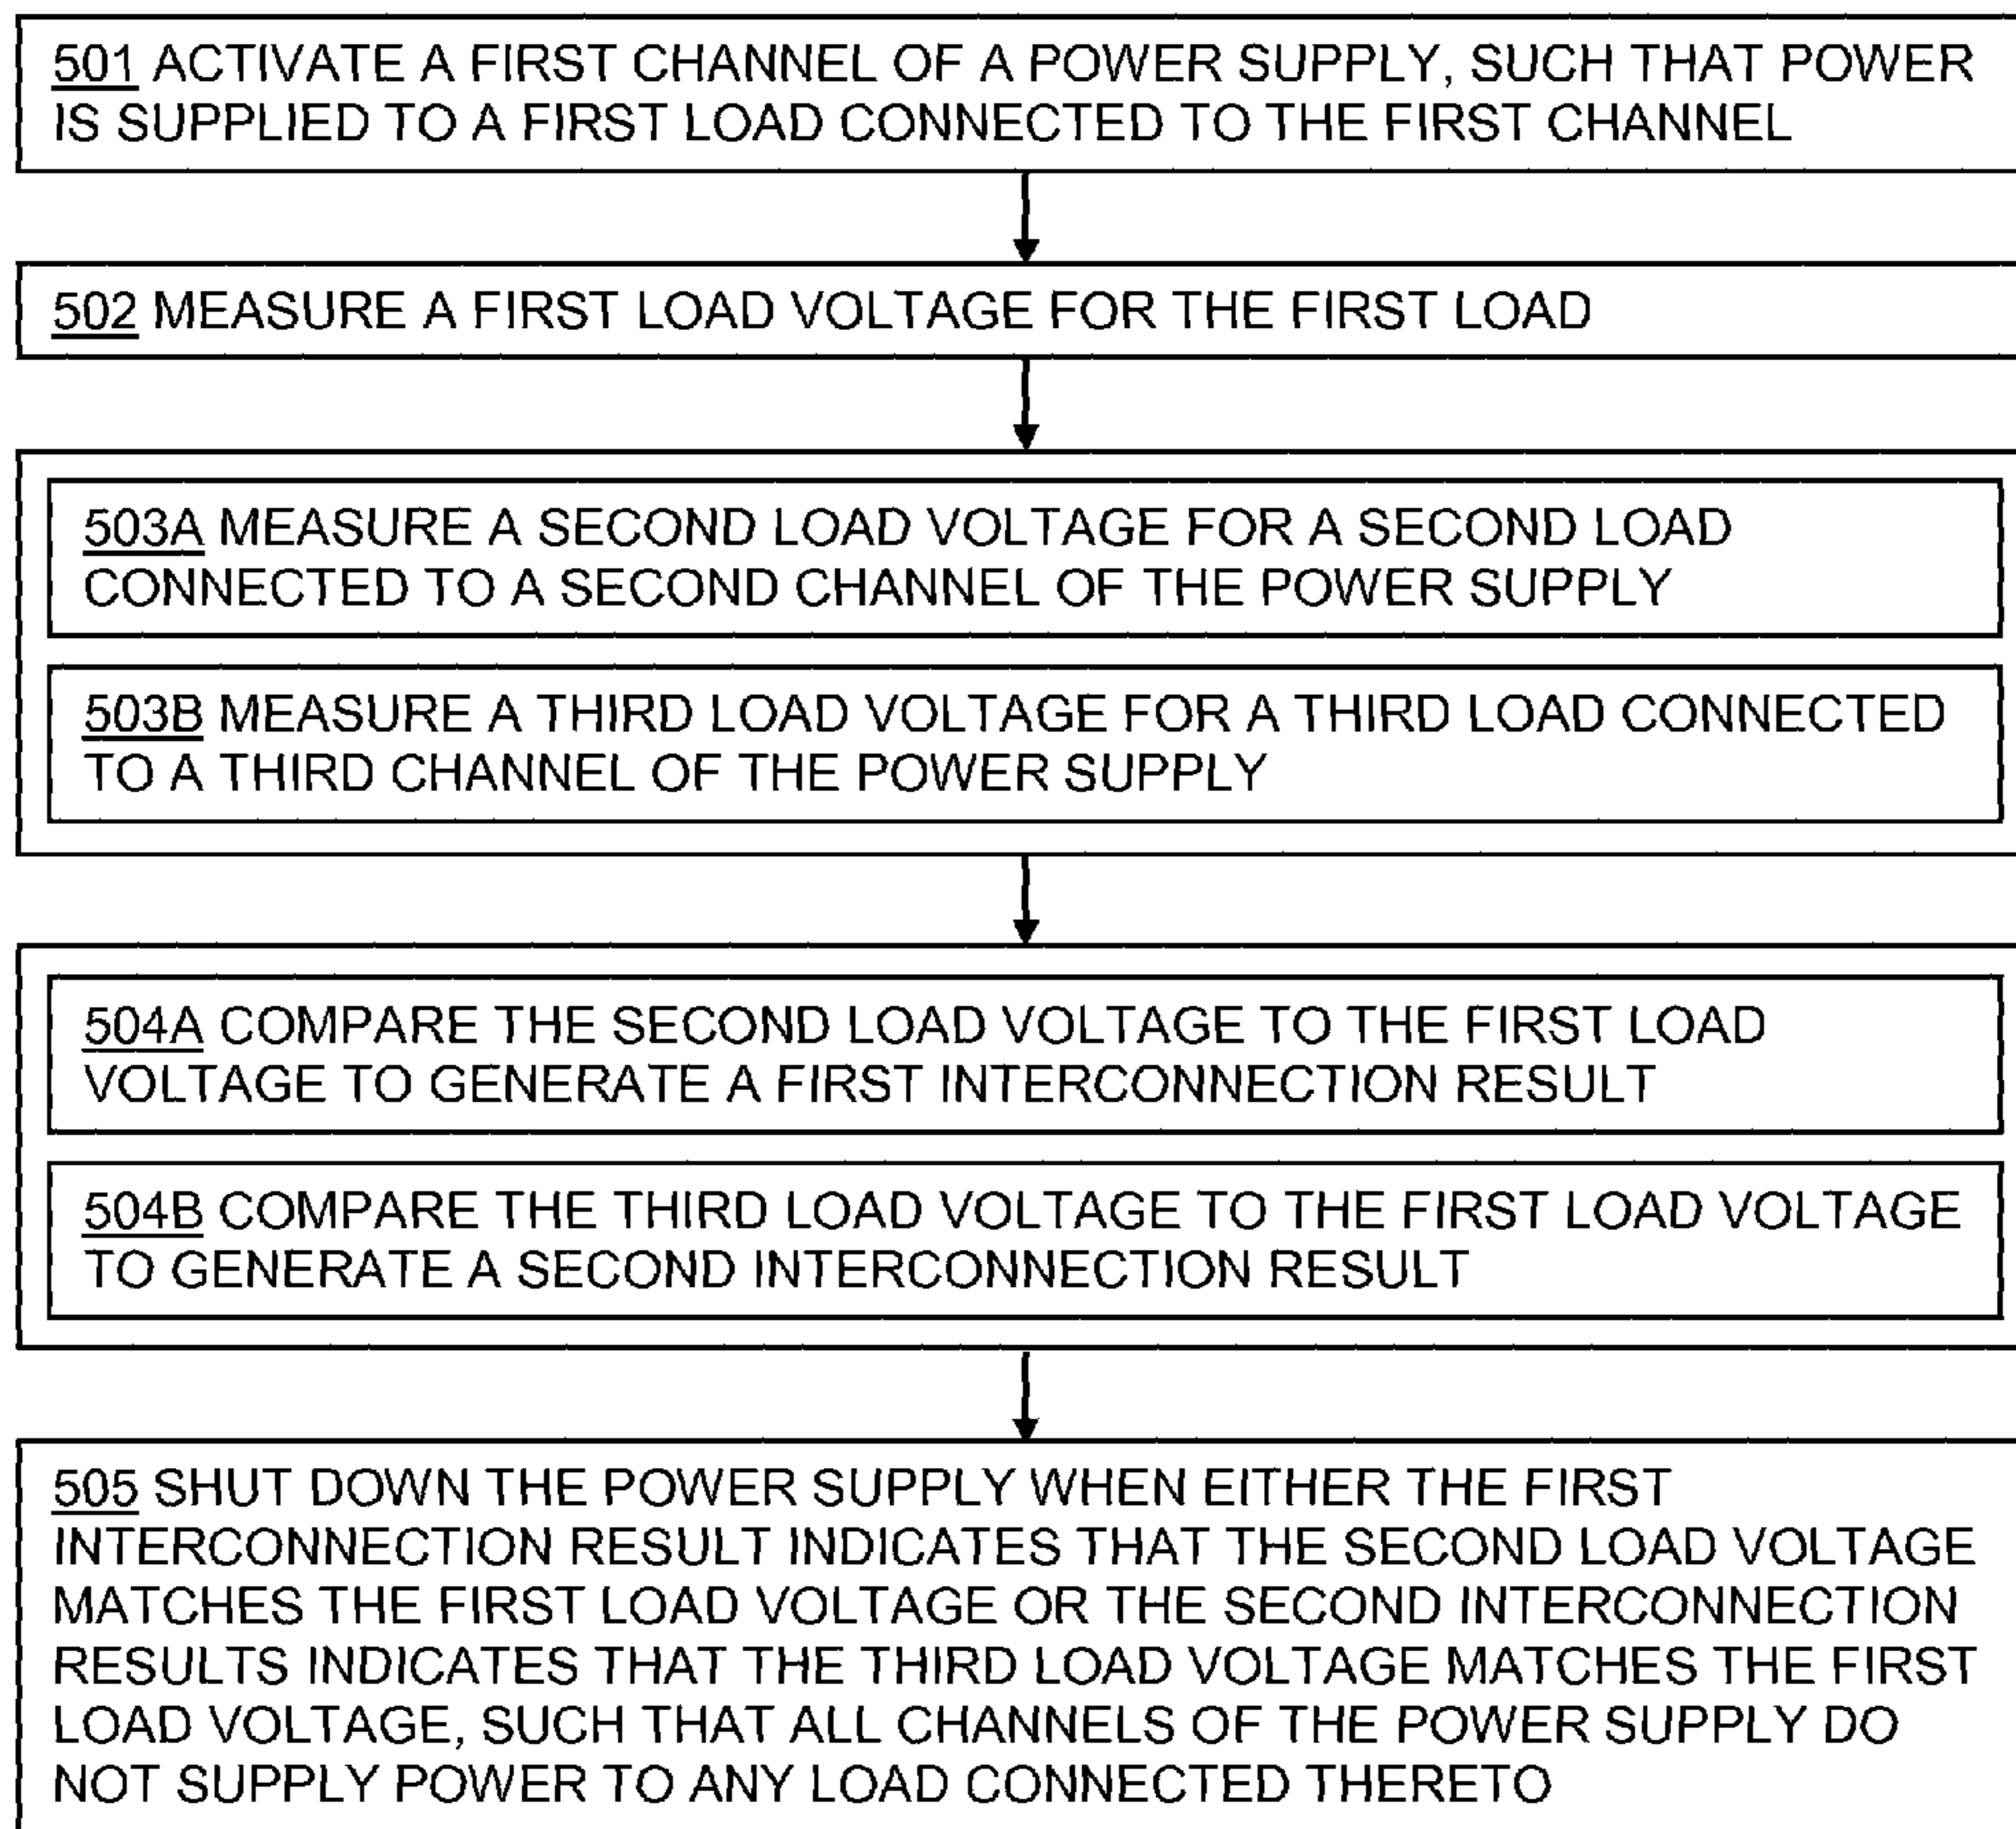 501 ACTIVATE A FIRST CHANNEL OF A POWER SUPPLY, SUCH THAT POWER
IS SUPPLIED TO A FIRST LOAD CONNECTED TO THE FIRST CHANNEL
502 MEASURE A FIRST LOAD VOLTAGE FOR THE FIRST LOAD
503A MEASURE A SECOND LOAD VOLTAGE FOR A SECOND LOAD
CONNECTED TO A SECOND CHANNEL OF THE POWER SUPPLY
503B MEASURE A THIRD LOAD VOLTAGE FOR A THIRD LOAD CONNECTED
TO A THIRD CHANNEL OF THE POWER SUPPLY
504A COMPARE THE SECOND LOAD VOLTAGE TO THE FIRST LOAD
VOLTAGE TO GENERATE A FIRST INTERCONNECTION RESULT
504B COMPARE THE THIRD LOAD VOLTAGE TO THE FIRST LOAD VOLTAGE
TO GENERATE A SECOND INTERCONNECTION RESULT
505 SHUT DOWN THE POWER SUPPLY WHEN EITHER THE FIRST
INTERCONNECTION RESULT INDICATES THAT THE SECOND LOAD VOLTAGE
MATCHES THE FIRST LOAD VOLTAGE OR THE SECOND INTERCONNECTION
RESULTS INDICATES THAT THE THIRD LOAD VOLTAGE MATCHES THE FIRST
LOAD VOLTAGE, SUCH THAT ALL CHANNELS OF THE POWER SUPPLY DO
NOT SUPPLY POWER TO ANY LOAD CONNECTED THERETO